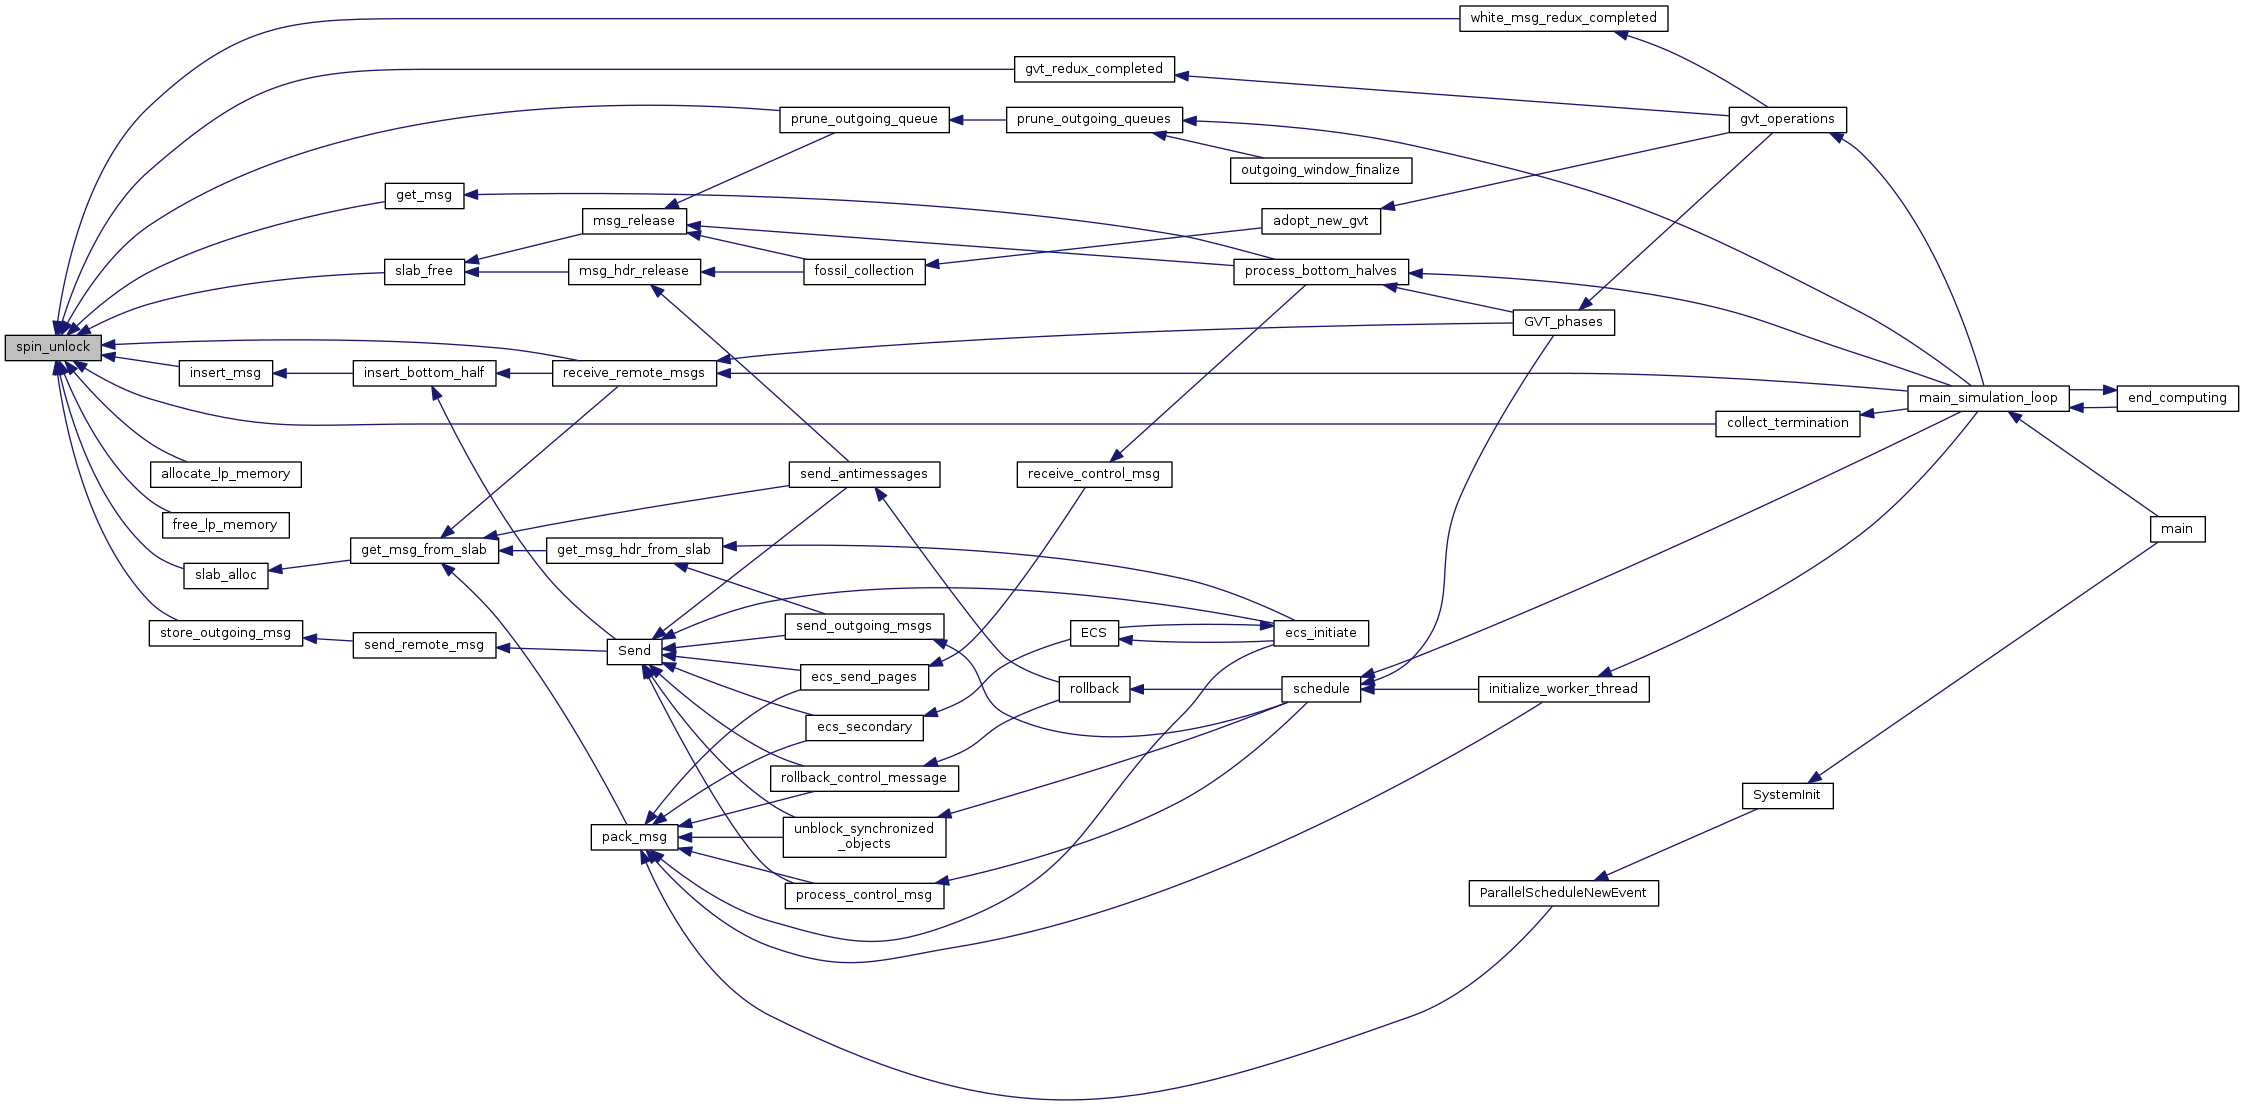 white_msg_redux_completed
gvt_redux_completed
prune_outgoing_queue
prune_outgoing_queues
gvt_operations
outgoing_window_finalize
get_msg
msg_release
adopt_new_gvt
slab_free
msg_hdr_release
fossil_collection
process_bottom_halves
GVT_phases
spin_unlock
insert_msg
insert_bottom_half
receive_remote_msgs
main_simulation_loop
end_computing
collect_termination
allocate_lp_memory
send_antimessages
receive_control_msg
free_lp_memory
main
get_msg_from_slab
get_msg_hdr_from_slab
slab_alloc
store_outgoing_msg
send_remote_msg
Send
send_outgoing_msgs
ECS
ecs_initiate
ecs_send_pages
rollback
schedule
initialize_worker_thread
ecs_secondary
rollback_control_message
SystemInit
pack_msg
unblock_synchronized
_objects
process_control_msg
ParallelScheduleNewEvent